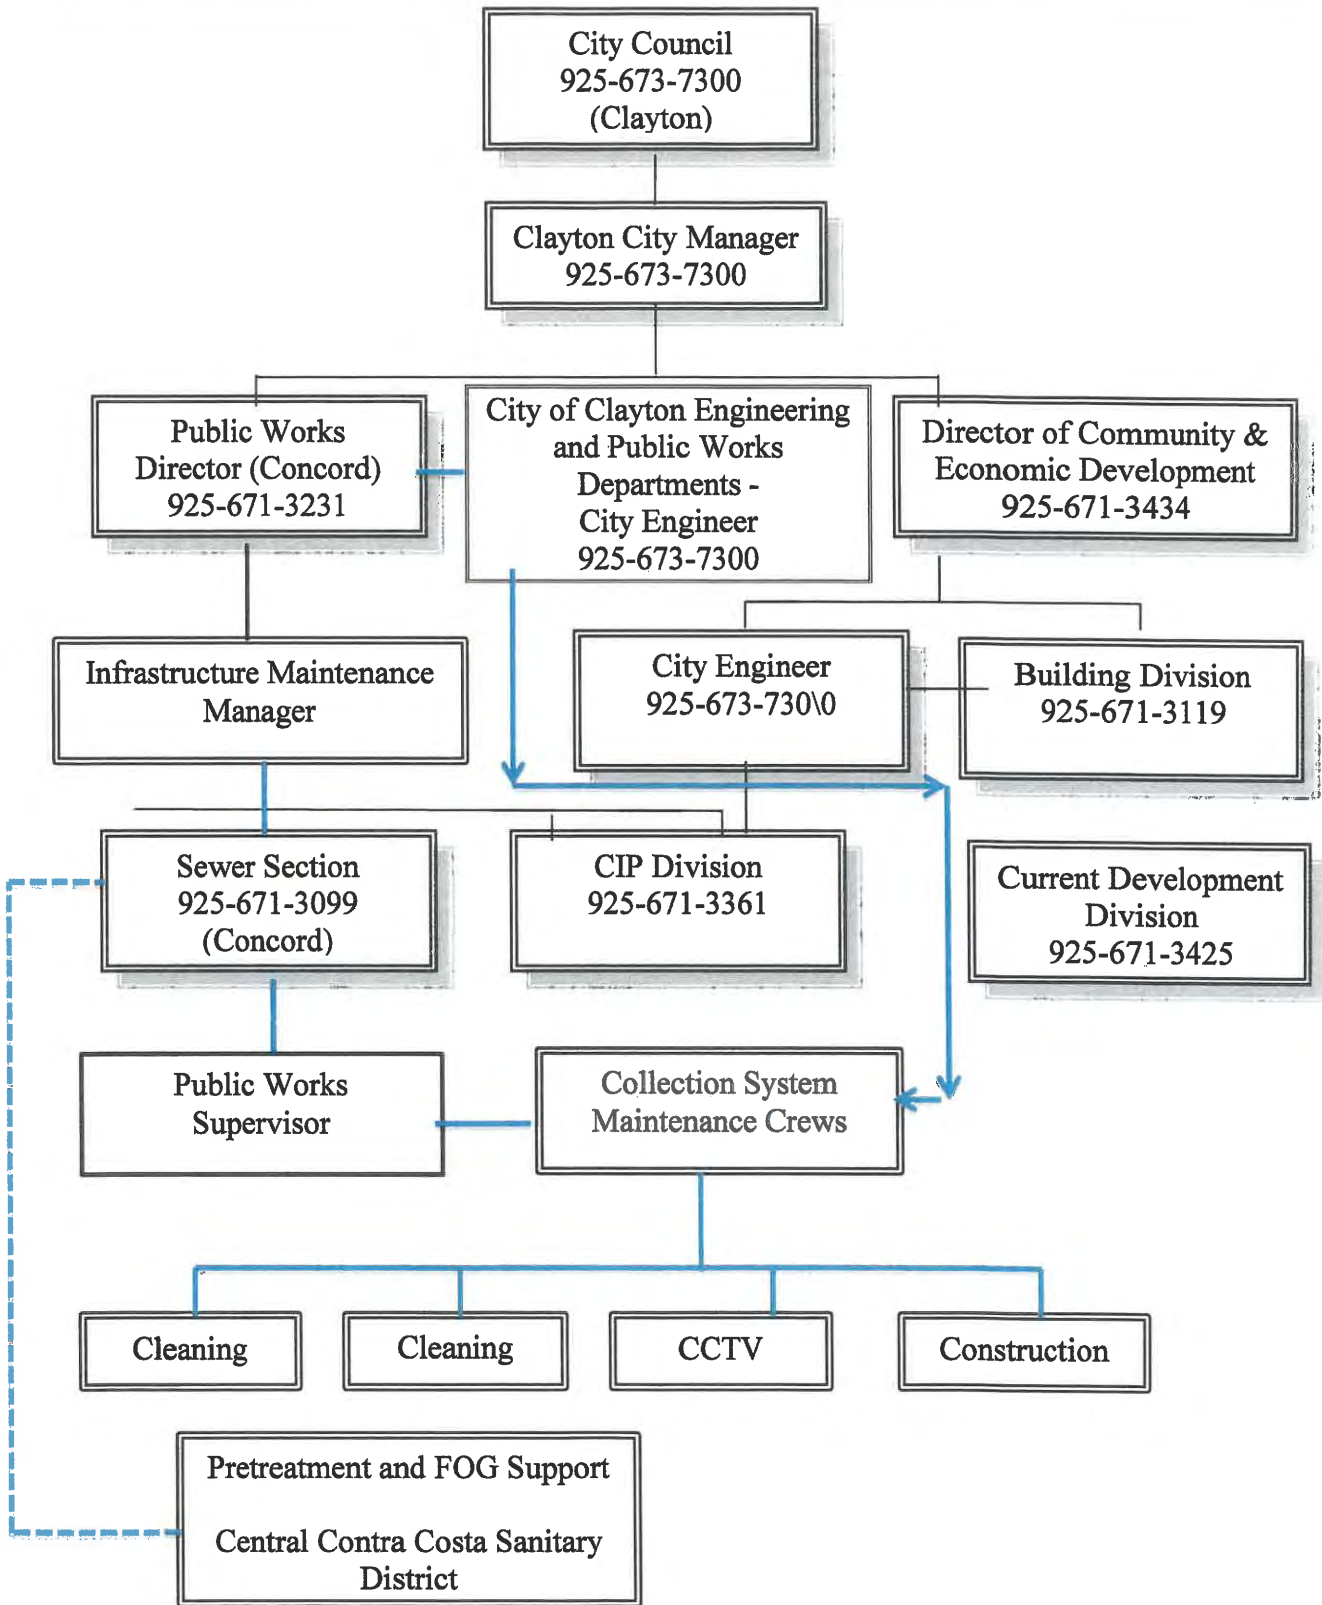 City Council
925-673-7300
(Clayton)
Clayton City Manager
925-673-7300
Public Works
Director (Concord)
925-671-3231
City of Clayton Engineering
and Public Works
Departments -
City Engineer
925-673-7300
Director of Community &
Economic Development
925-671-3434
Infrastructure Maintenance
Manager
City Engineer
925-673-730\0
Building Division
925-671-3119
Sewer Section
925-671-3099
(Concord)
CIP Division
925-671-3361
Current Development
Division
925-671-3425
Public Works
Supervisor
Collection System
Maintenance Crews
Cleaning
Cleaning
CCTV
Construction
Pretreatment and FOG Support
Central Contra Costa Sanitary
District